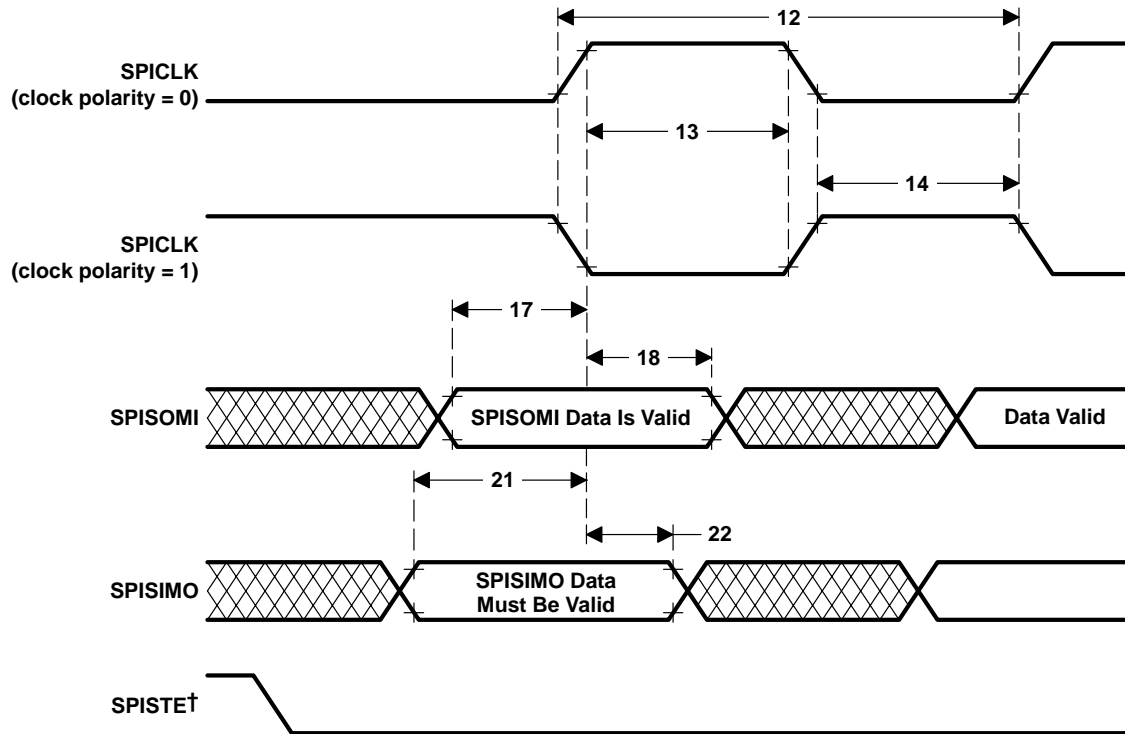 12
SPICLK
(clock polarity = 0)
13
14
SPICLK
(clock polarity = 1)
17
18
SPISOMI
SPISOMI Data Is Valid
Data Valid
21
22
SPISIMO
SPISIMO Data
Must Be Valid
SPISTE†